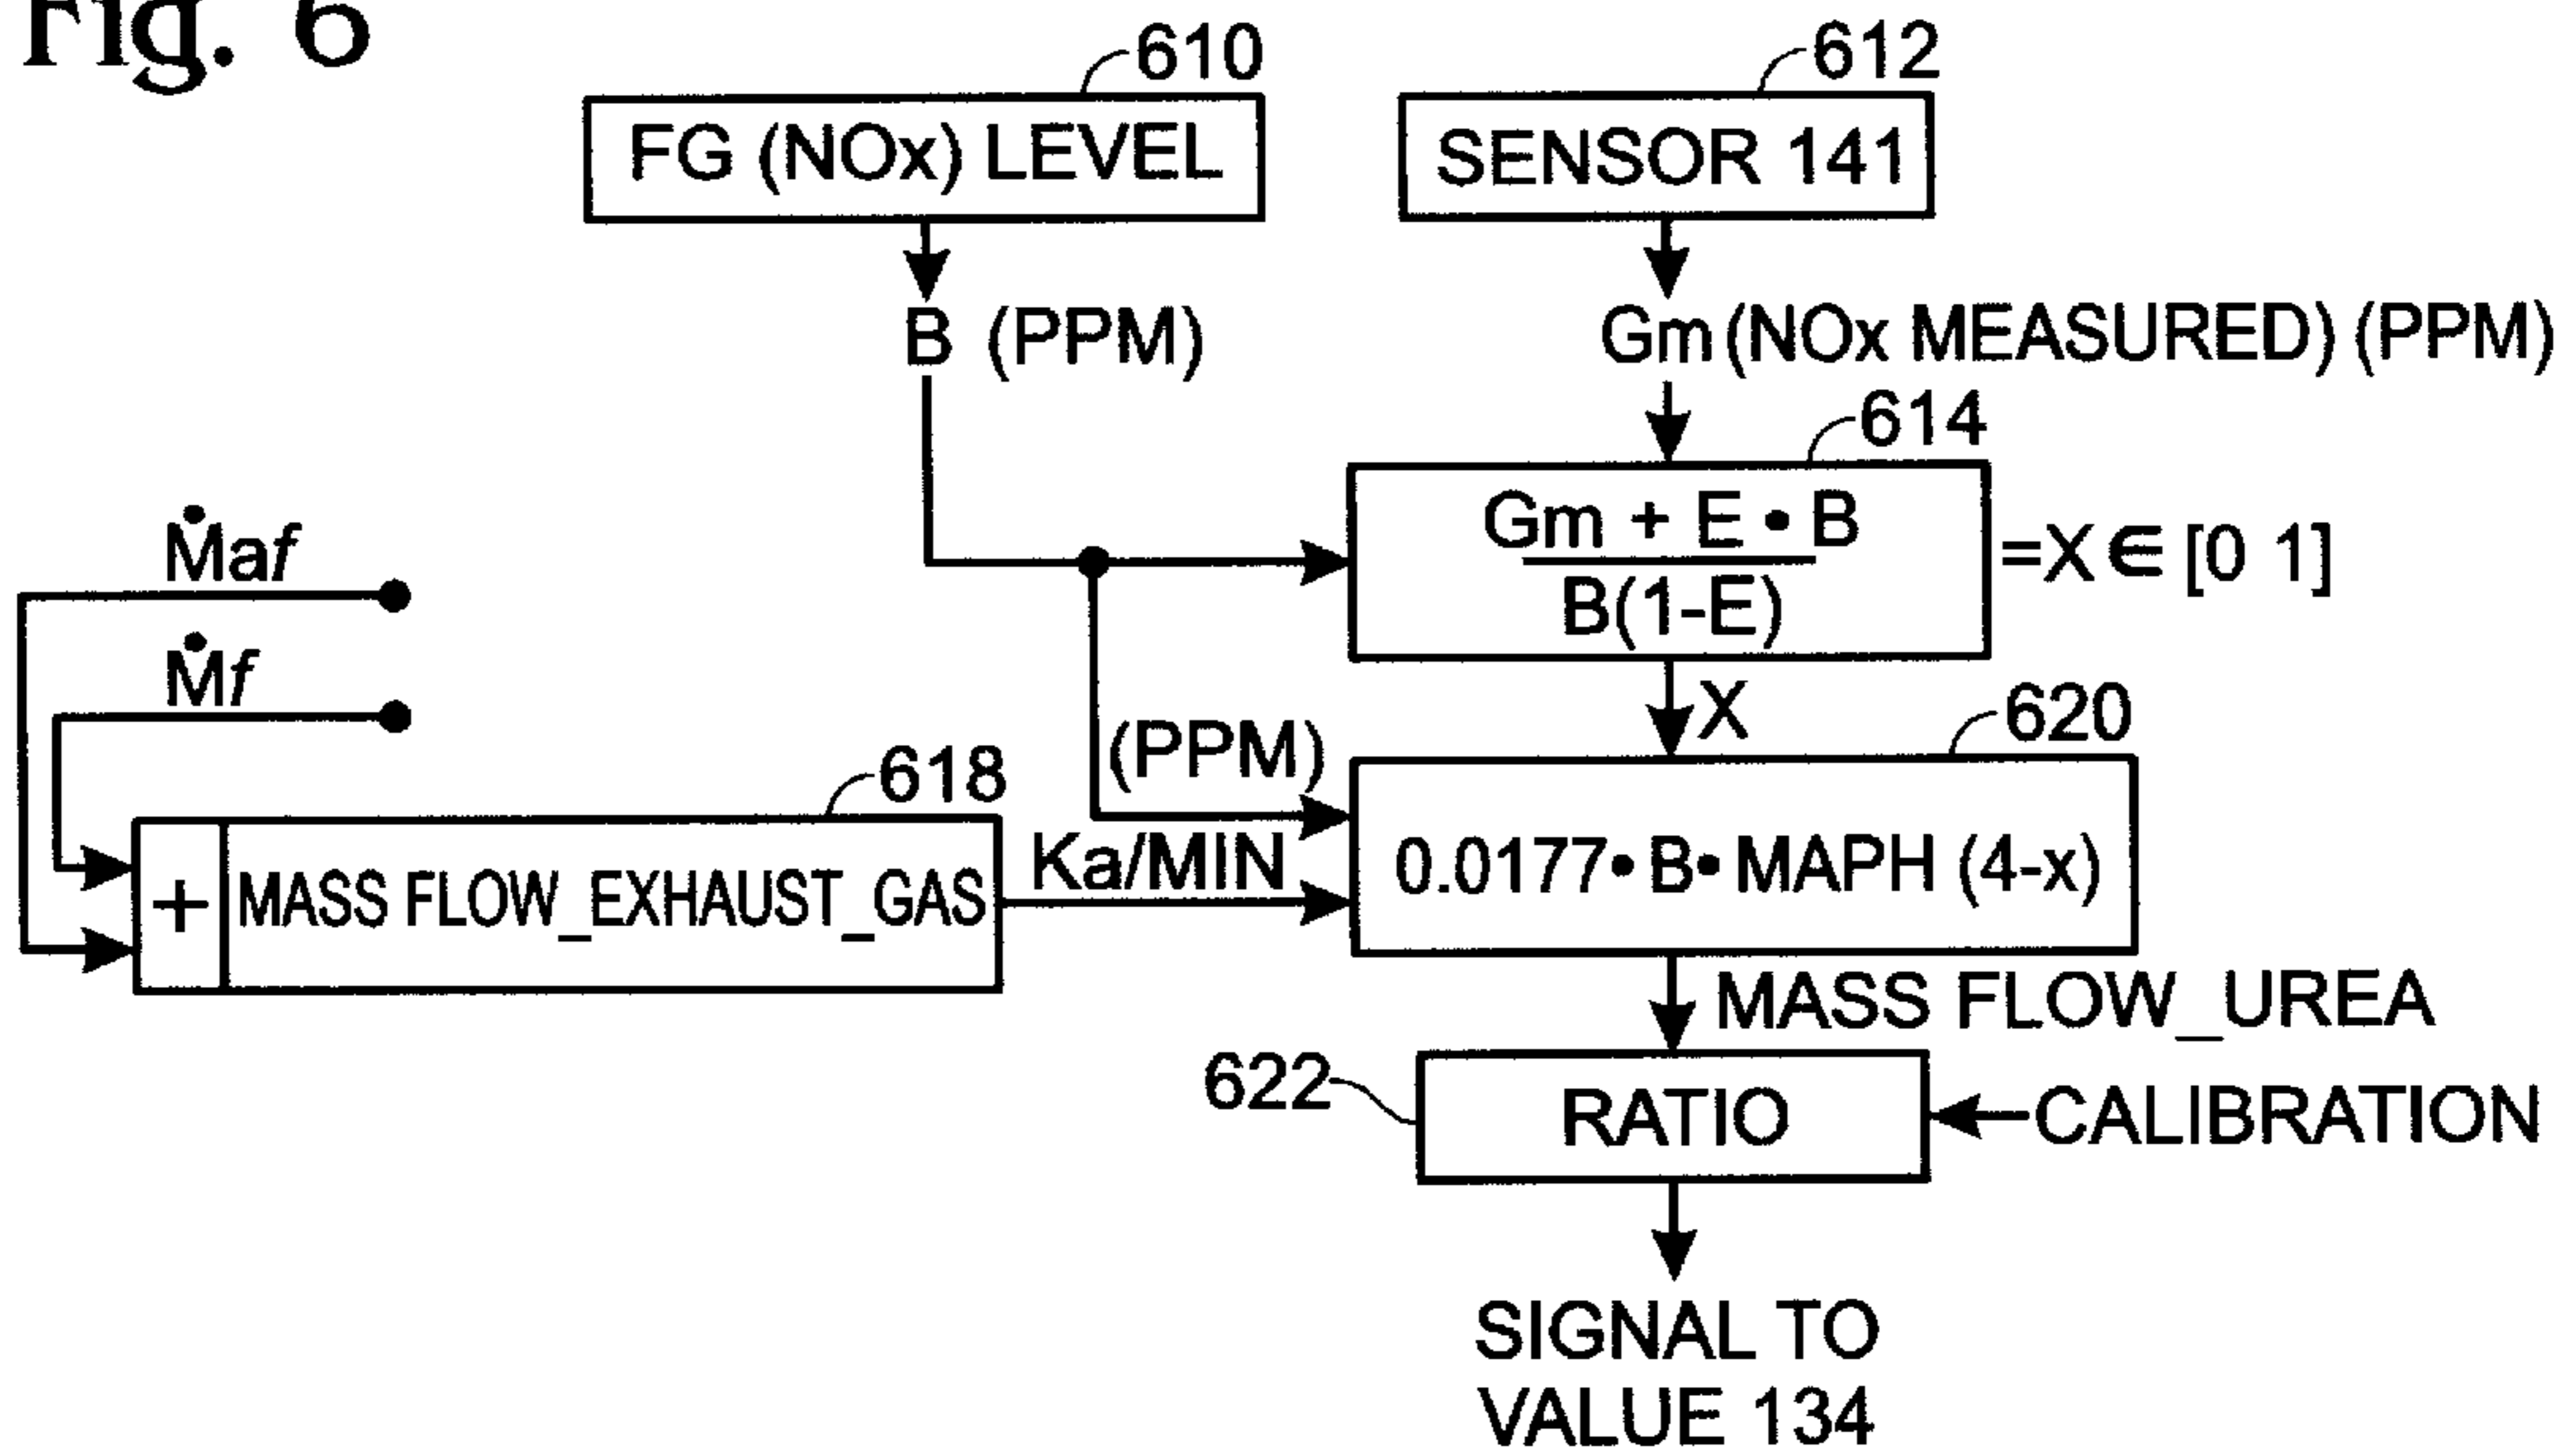 Fig. 6
610
612
FG (NOx) LEVEL
SENSOR 141
B (PPM)
Gm (NOx MEASURED) (PPM)
614
Gm + E • B
B(1-E)
=X ∈ [0 1]
Ṁaf
Ṁf
X
620
(PPM)
618
Ka/MIN
+
MASS FLOW_EXHAUST_GAS
0.0177• B• MAPH (4-x)
MASS FLOW_UREA
622
RATIO
CALIBRATION
SIGNAL TO
VALUE 134